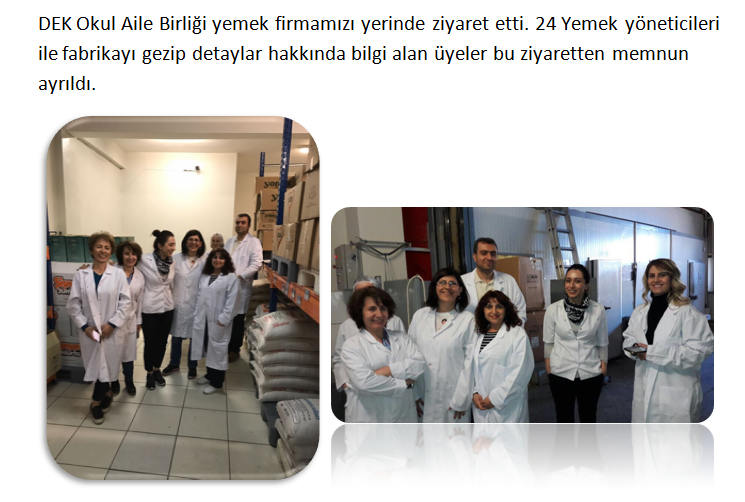 DEK Okul Aile Birliği yemek firmamızı yerinde ziyaret etti. 24 Yemek yöneticileri
ile fabrikayı gezip detaylar hakkında bilgi alan üyeler bu ziyaretten memnun
ayrıldı.